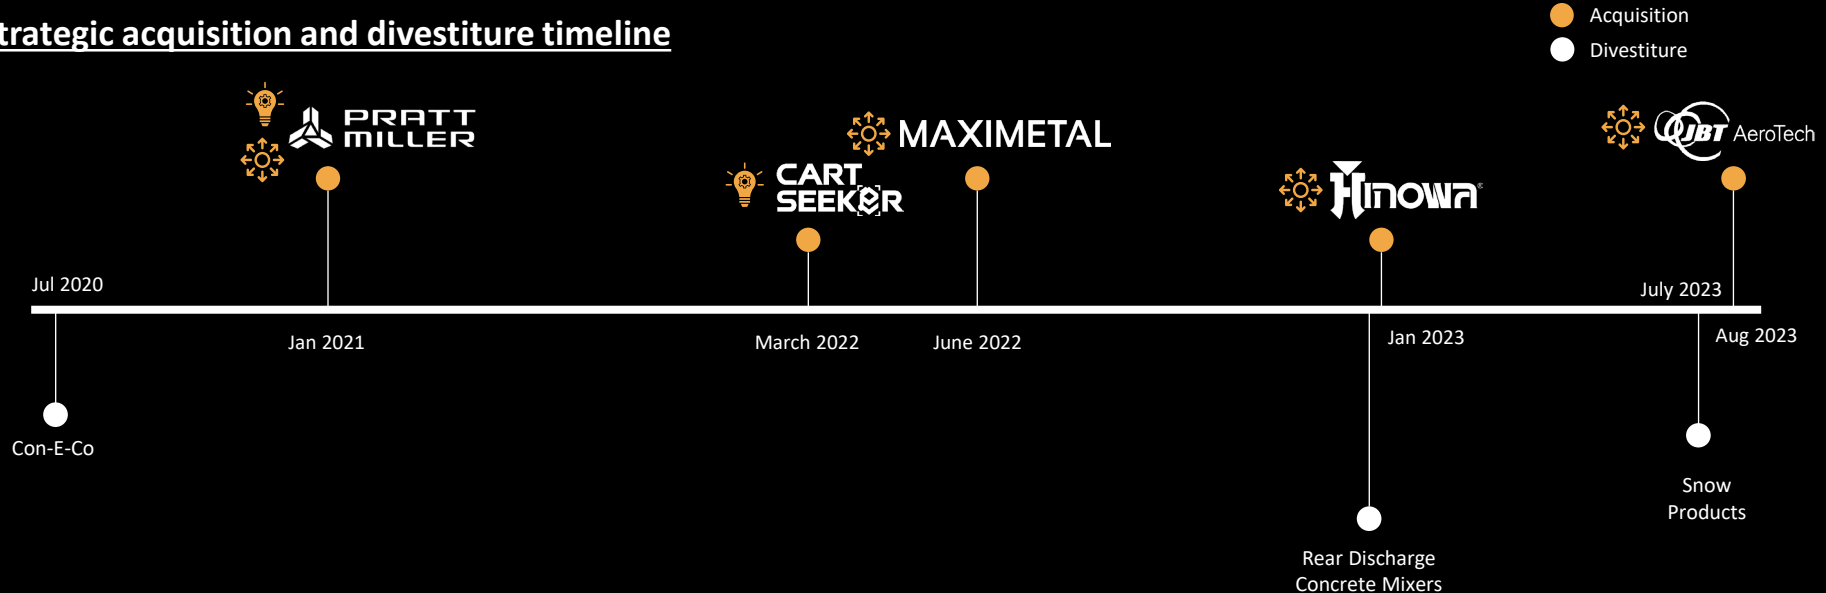 trategic acquisition and divestiture timeline
Acquisition
Divestiture
PRATT
MILLER
CART
SEEKER
MAXIMETAL
HINOWA®
JBT AeroTech
Jul 2020
July 2023
Jan 2021
March 2022
June 2022
Jan 2023
Aug 2023
Con-E-Co
Snow
Products
Rear Discharge
Concrete Mixers